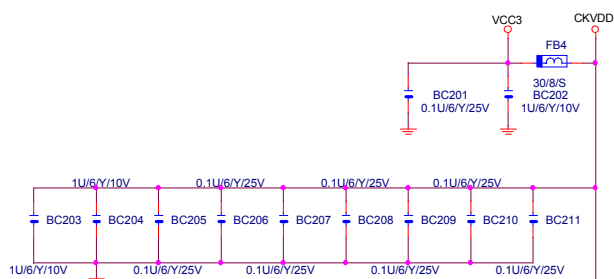 VCC3 CKVDD
FB4
30/8/S
BC201 BC202
0.1U/6/Y/25V 1U/6/Y/10V
1U/6/Y/10V 0.1U/6/Y/25V 0.1U/6/Y/25V 0.1U/6/Y/25V
BC203 BC204 BC205 BC206 BC207 BC208 BC209 BC210 BC211
1U/6/Y/10V 0.1U/6/Y/25V 0.1U/6/Y/25V 0.1U/6/Y/25V 0.1U/6/Y/25V